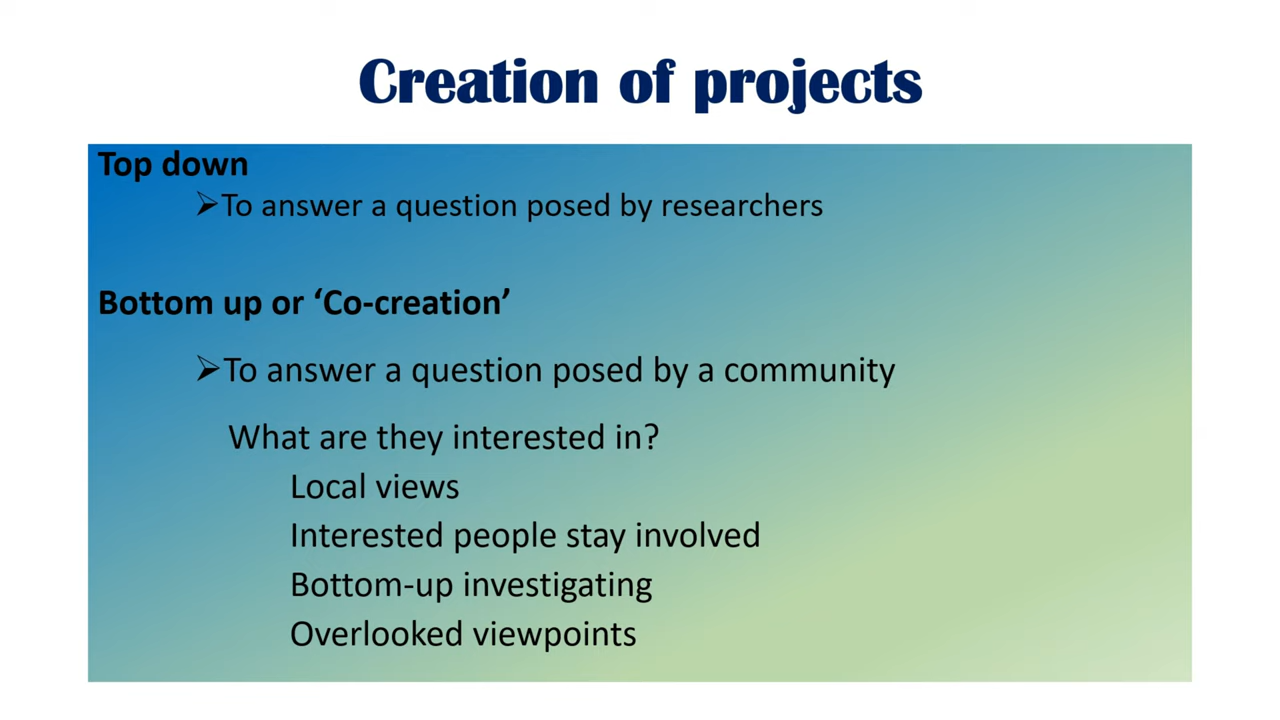 Creation of projects
Top down
➢To answer a question posed by researchers
Bottom up or ‘Co-creation’
➢To answer a question posed by a community
What are they interested in?
Local views
Interested people stay involved
Bottom-up investigating
Overlooked viewpoints